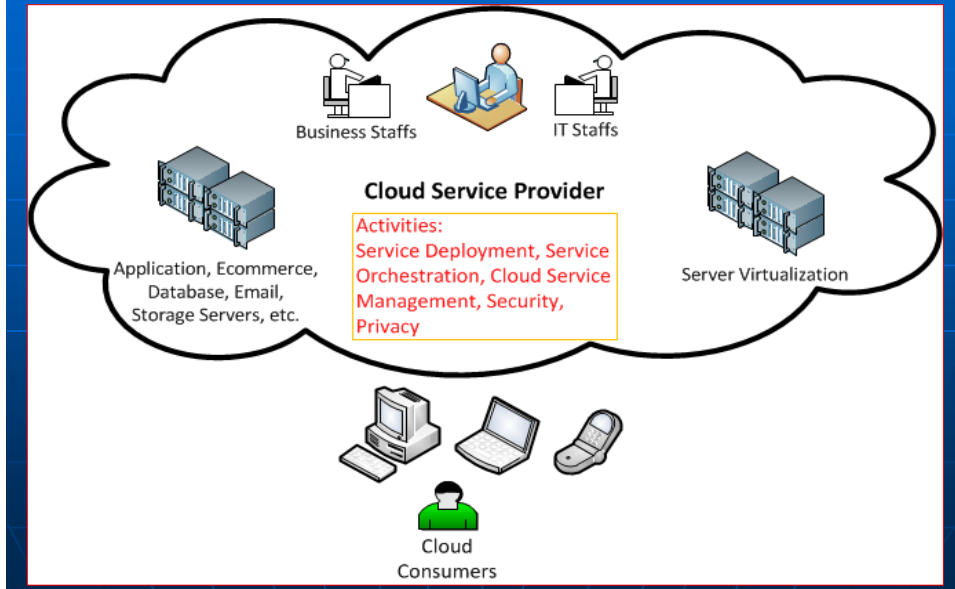 Business Staffs
IT Staffs
Cloud Service Provider
Activities:
Service Deployment, Service
Orchestration, Cloud Service
Management, Security,
Privacy
Application, Ecommerce,
Database, Email,
Storage Servers, etc.
Server Virtualization
Cloud
Consumers